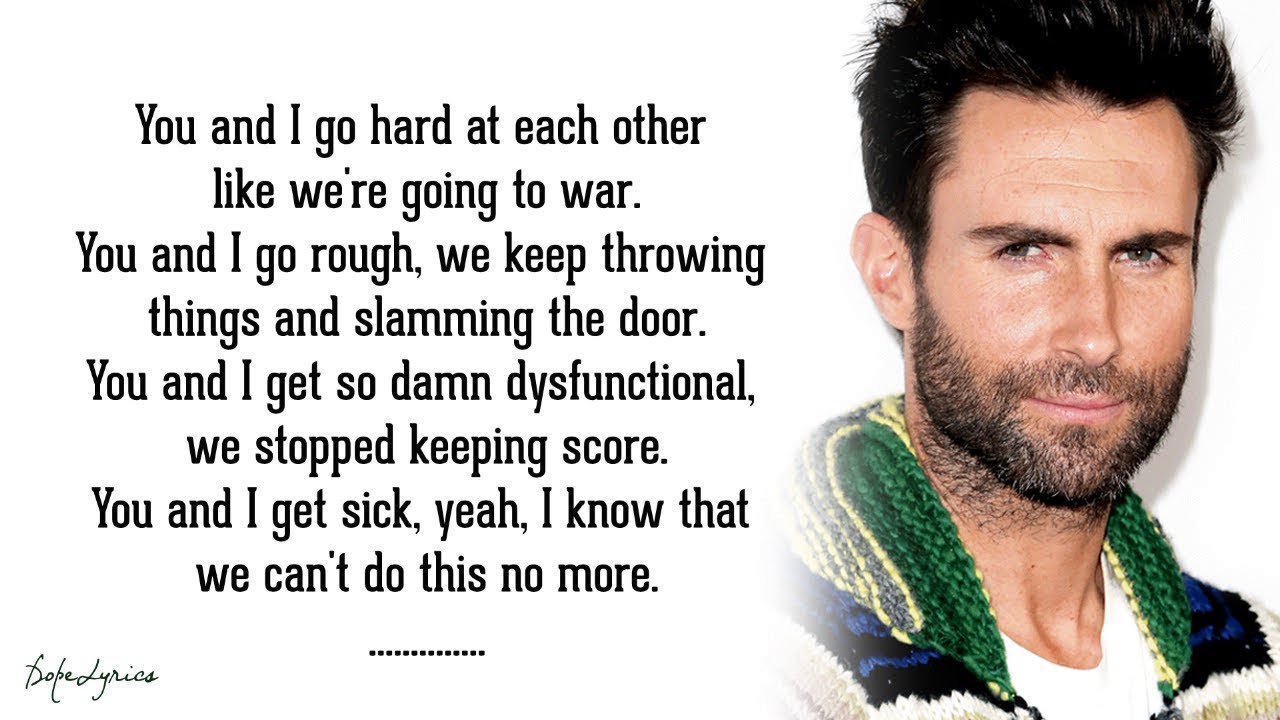 You and I go hard at each other
like we're going to war.
You and I go rough, we keep throwing
things and slamming the door.
You and I get so damn dysfunctional,
we stopped keeping score.
You and I get sick, yeah, I know that
we can't do this no more.
..............
DopeLyrics